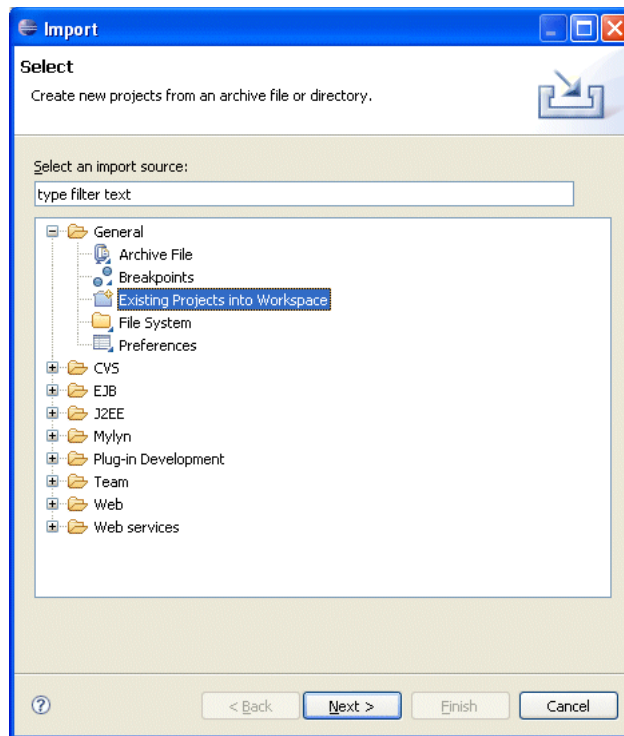 Import
Select
Create new projects from an archive file or directory.
Select an import source:
type filter text
General
Archive File
Breakpoints
Existing Projects into Workspace
File System
Preferences
CVS
EJB
J2EE
Mylyn
Plug-in Development
Team
Web
Web services
? < Back Next > Finish Cancel